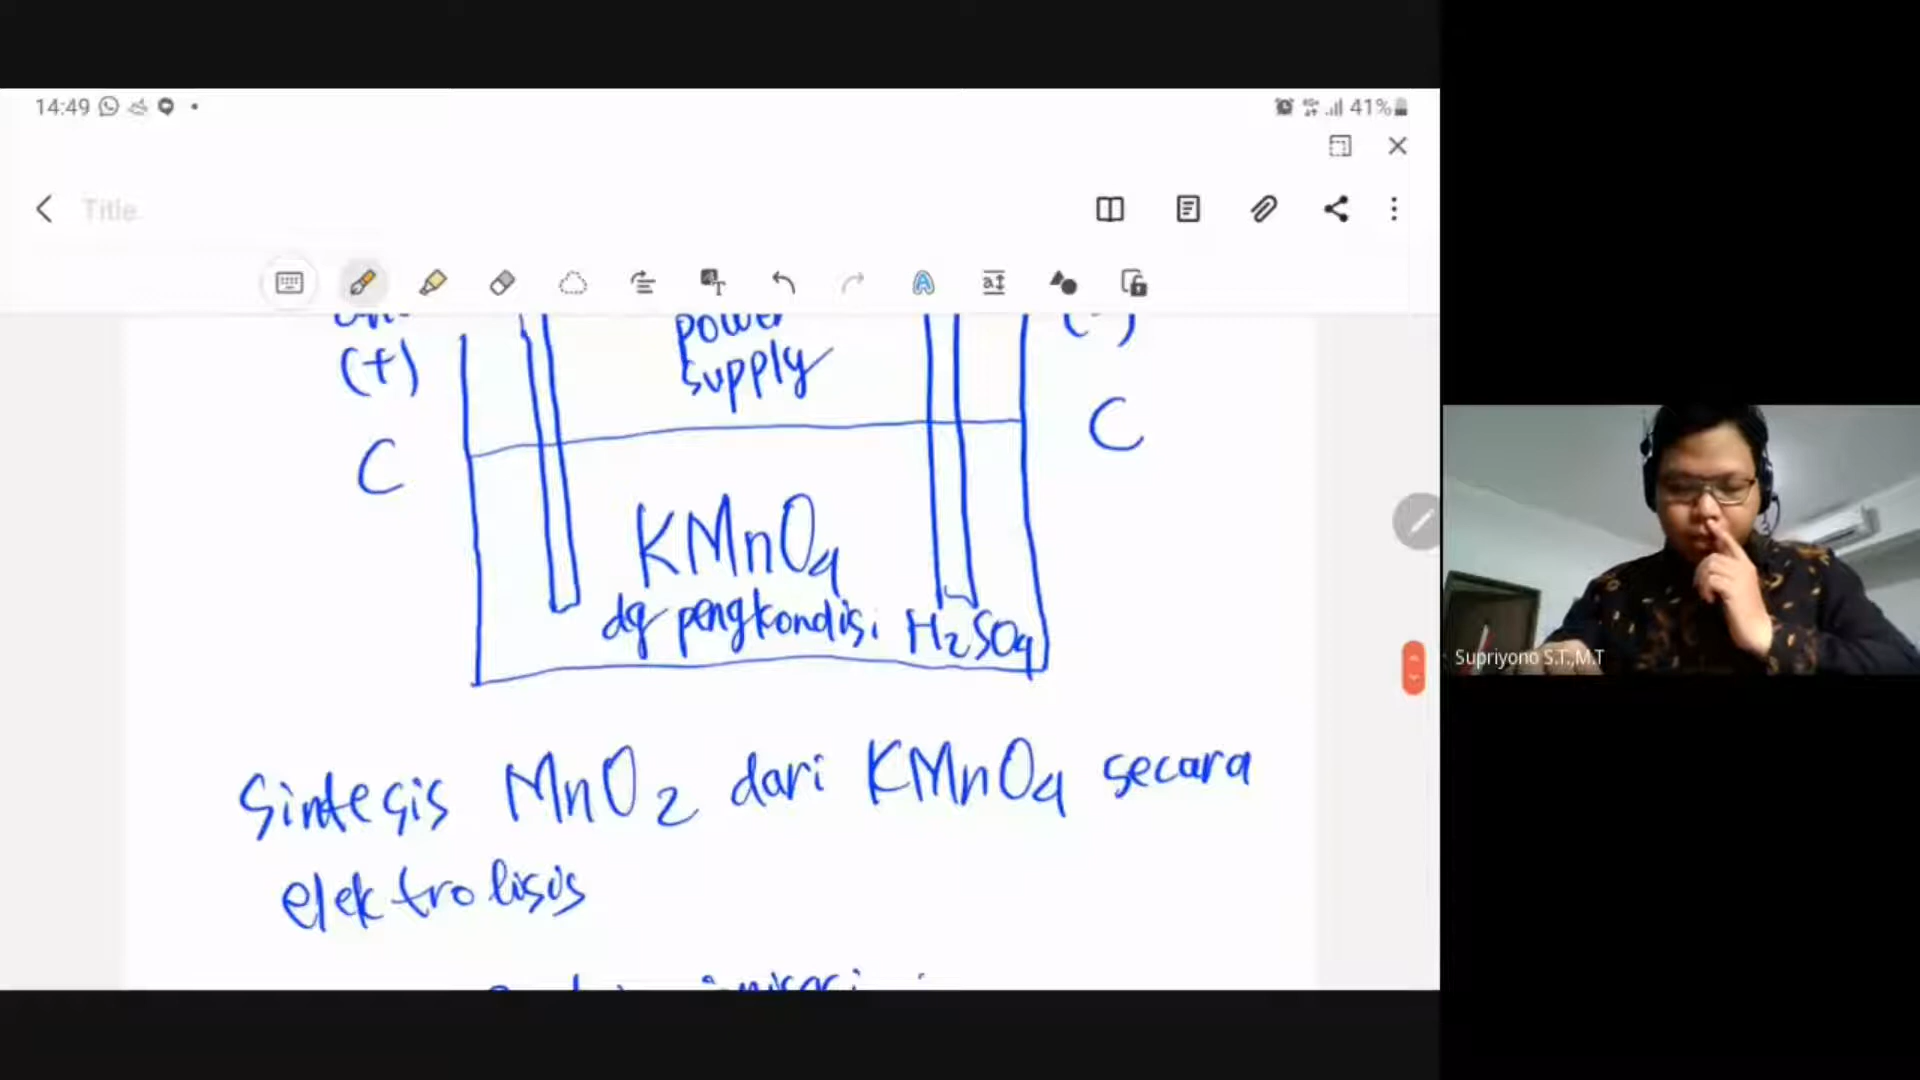 14:49
41%
Title
power
(+)
supply
C
C
KMnO4
dg pengkondisi H2SO4
Supriyono S.T.,M.T
Sintesis MnO2 dari KMnO4 secara
elektrolisis